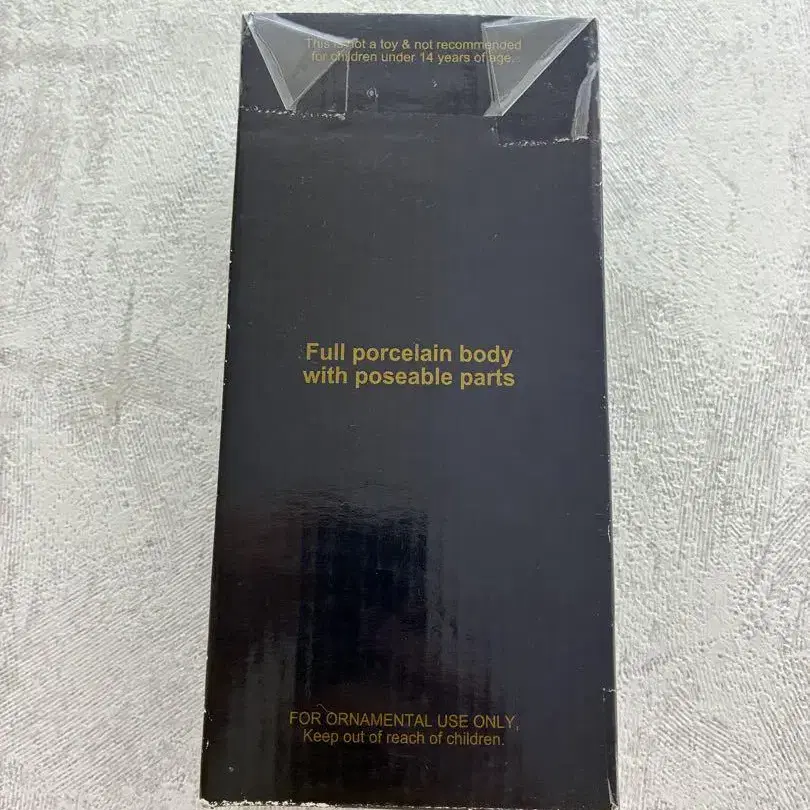 This is not a toy & not recommended
for children under 14 years of age.
Full porcelain body
with poseable parts
FOR ORNAMENTAL USE ONLY,
Keep out of reach of children.